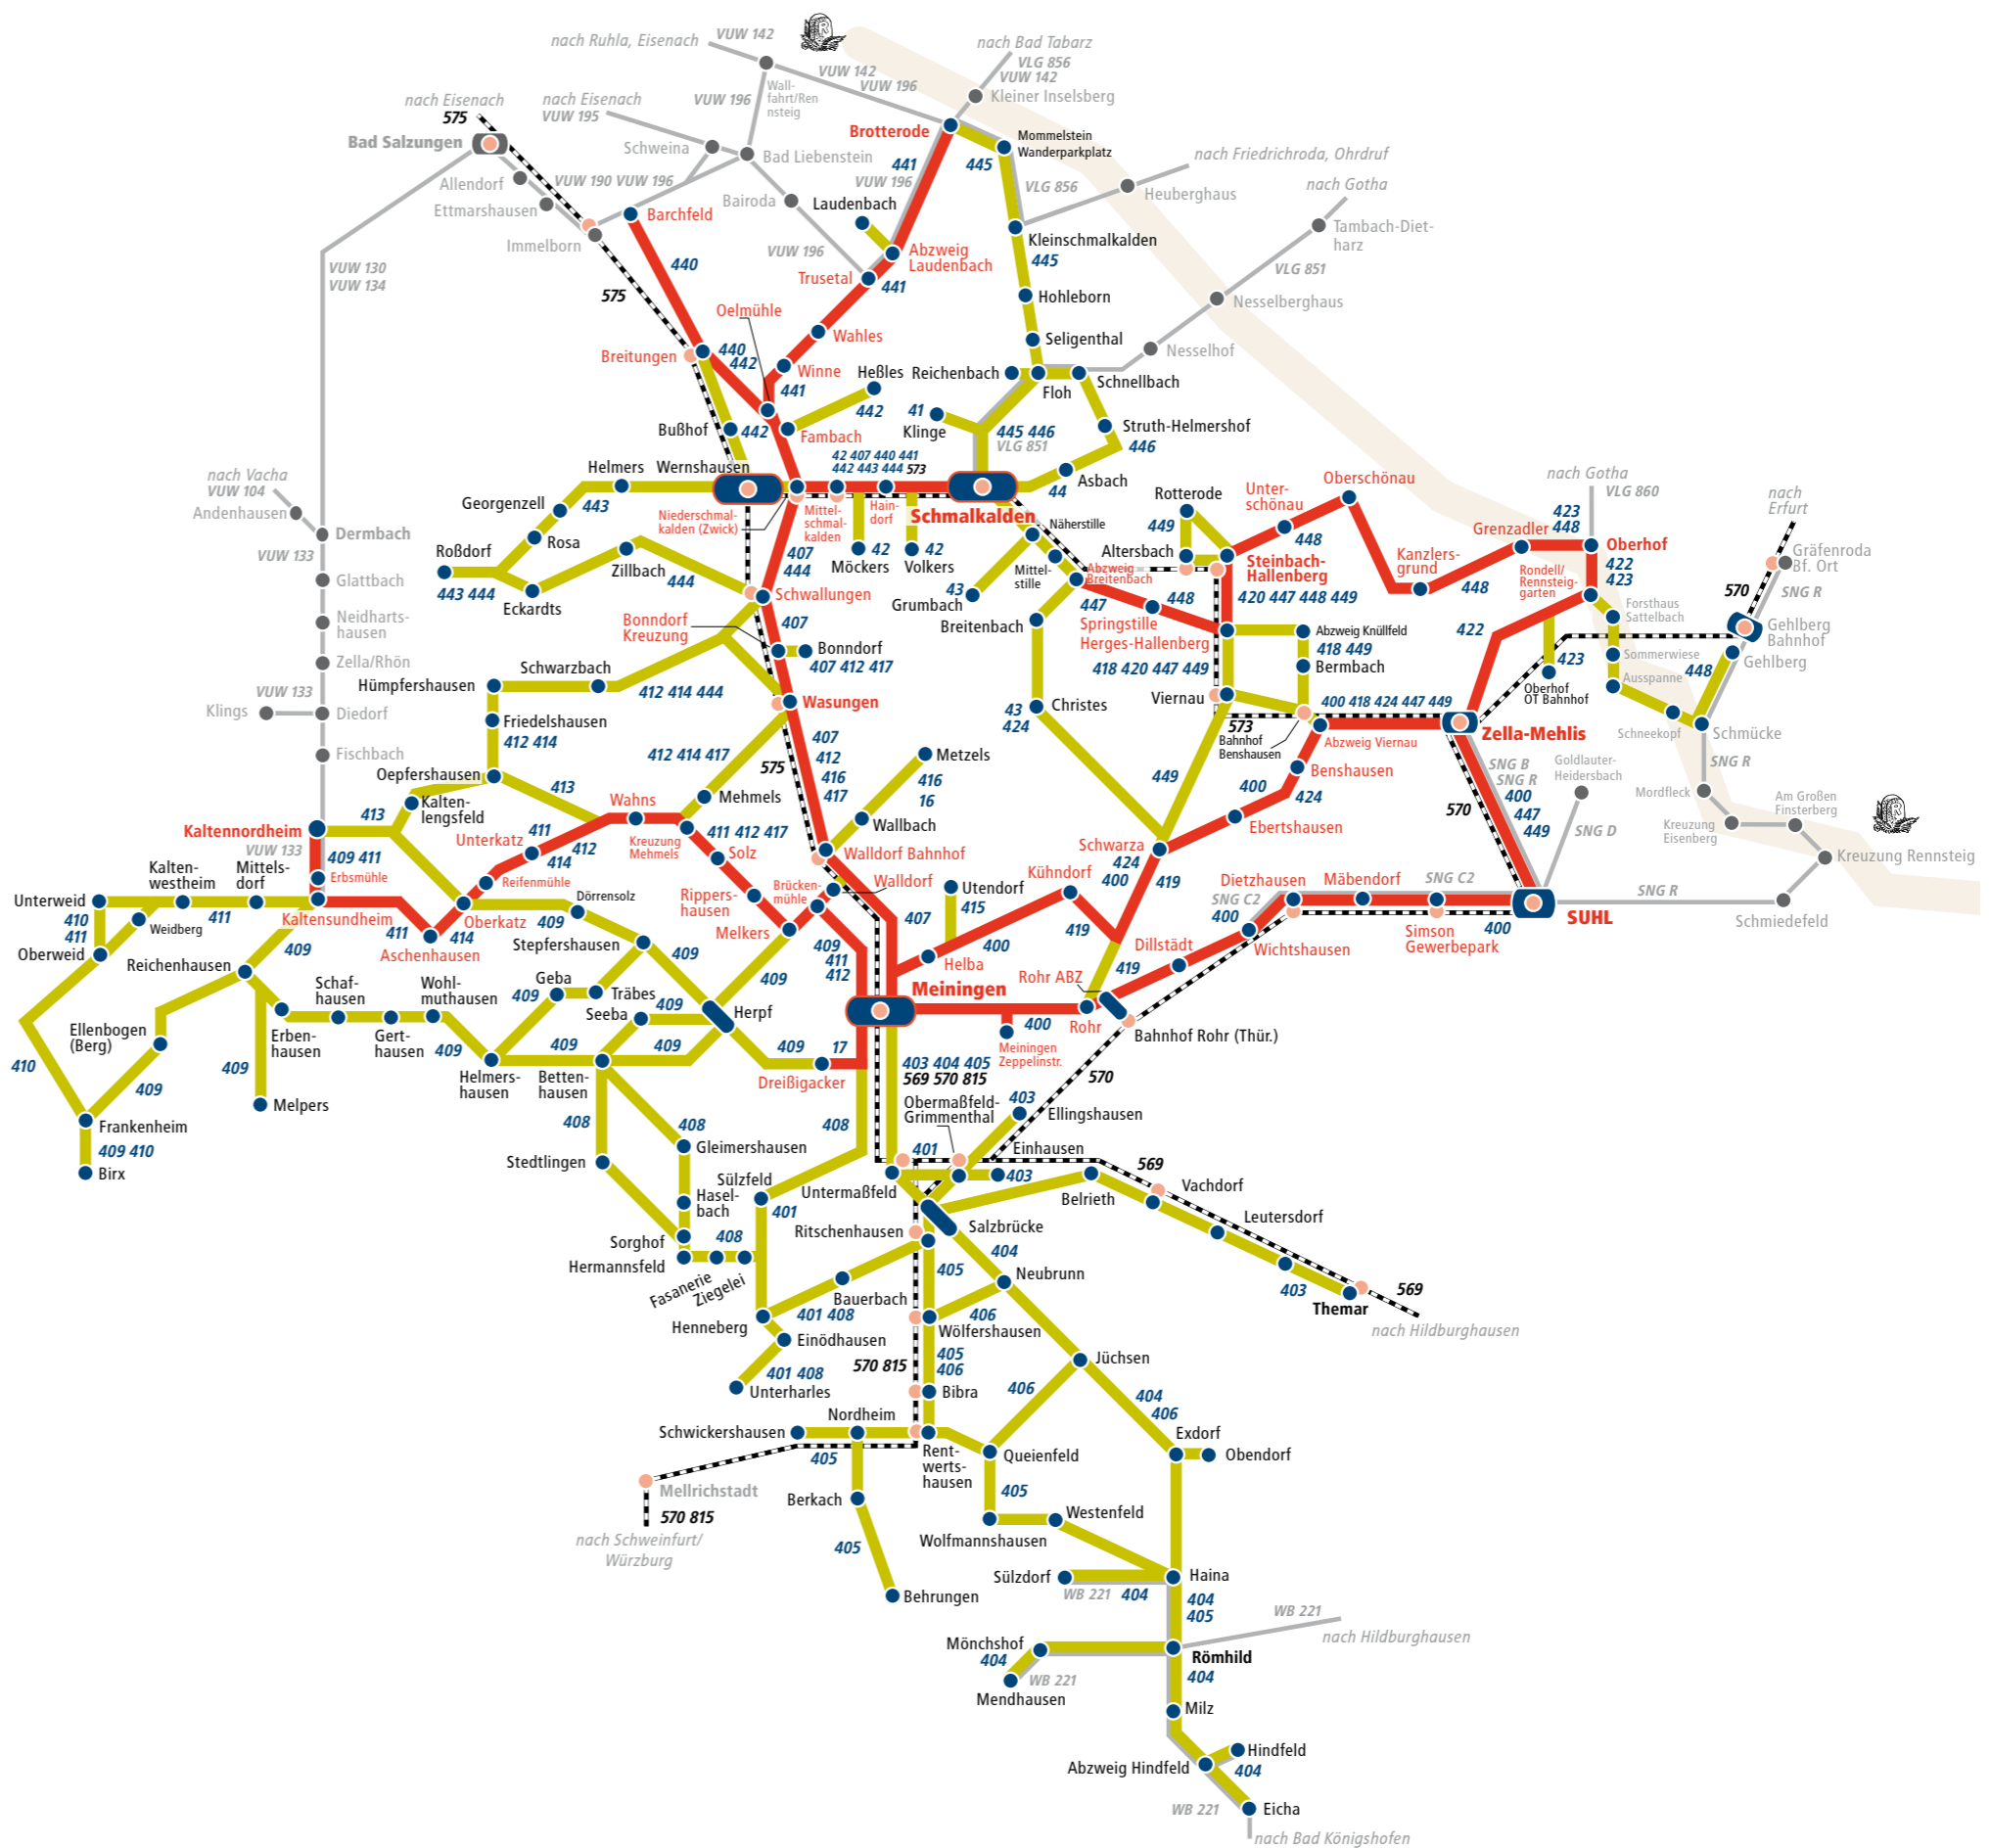 nach Ruhla, Eisenach
VUW 142
nach Bad Tabarz
VLG 856
VUW 142
VUW 142
VUW 196
Wall-
fahrt/Ren
nsteig
VUW 196
Kleiner Inselsberg
nach Eisenach
575
nach Eisenach
VUW 195
Bad Salzungen
Schweina
Bad Liebenstein
Brotterode
Mommelstein
Wanderparkplatz
441
445
VUW 196
VLG 856
nach Friedrichroda, Ohrdruf
Heuberghaus
nach Gotha
Tambach-Diet-
harz
VLG 851
Nesselberghaus
Nesselhof
Allendorf
Ettmarshausen
VUW 190 VUW 196
Immelborn
Barchfeld
Bairoda
VUW 196
Laudenbach
Abzweig
Laudenbach
Trusetal
441
Kleinschmalkalden
445
Hohleborn
Seligenthal
VUW 130
VUW 134
440
575
Oelmühle
Wahles
Breitungen
440
442
Winne
441
Heßles
442
Reichenbach
Floh
Schnellbach
41
Klinge
445 446
VLG 851
Struth-Helmershof
446
Bußhof
442
Fambach
Helmers
Wernshausen
42 407 440 441
442 443 444 573
Asbach
44
Georgenzell
443
Niederschmal-
kalden (Zwick)
Mittel-
schmal-
kalden
Hain-
dorf
Schmalkalden
nach Vacha
VUW 104
Andenhausen
Dermbach
VUW 133
Rosa
Roßdorf
443 444
Zillbach
444
Eckardts
407
444
42
Möckers
42
Volkers
Näherstille
Mittel-
stille
43
Grumbach
Abzweig
Breitenbach
Rotterode
449
Altersbach
Unter-
schönau
448
Oberschönau
Steinbach-
Hallenberg
420 447 448 449
Kanzlers-
grund
448
Grenzadler
423
448
Oberhof
422
423
nach Gotha
VLG 860
nach
Erfurt
Gräfenroda
Bf. Ort
570
SNG R
Rondell/
Rennsteig-
garten
Forsthaus
Sattelbach
Gehlberg
Bahnhof
Gehlberg
Glattbach
Neidharts-
hausen
Zella/Rhön
VUW 133
Klings
Diedorf
Fischbach
Schwallungen
407
Bonndorf
Kreuzung
Bonndorf
407 412 417
Breitenbach
447
Springstille
448
Herges-Hallenberg
418 420 447 449
Abzweig Knüllfeld
418 449
Bermbach
422
423
Oberhof
OT Bahnhof
Sommerwiese
Ausspanne
448
Schneekopf
Schmücke
SNG R
Schwarzbach
Hümpfershausen
412 414 444
Wasungen
Friedelshausen
412 414
43
424
Christes
Viernau
573
Bahnhof
Benshausen
400 418 424 447 449
Abzweig Viernau
Zella-Mehlis
SNG B
SNG R
400
447
449
570
Goldlauter-
Heidersbach
SNG D
Mordfleck
Kreuzung
Eisenberg
Am Großen
Finsterberg
Kreuzung Rennsteig
Schmiedefeld
SNG R
Oepfershausen
412 414 417
575
407
412
416
417
Metzels
416
16
Wallbach
Mehmels
449
400
Benshausen
424
Ebertshausen
413
Kalten-
lengsfeld
413
Wahns
Kreuzung
Mehmels
411 412 417
Solz
Kaltennordheim
VUW 133
Unterkatz
411
412
414
Reifenmühle
409 411
Erbsmühle
Rippers-
hausen
Brücken-
mühle
Walldorf Bahnhof
Walldorf
Schwarza
424
400
419
Kühndorf
Utendorf
415
407
Dietzhausen
SNG C2
400
Mäbendorf
SNG C2
SUHL
400
Simson
Gewerbepark
Wichtshausen
Dillstädt
Unterweid
410
411
Kalten-
westheim
Mittels-
dorf
Weidberg
411
Kaltensundheim
411
Aschenhausen
414
Oberkatz
409
Dörrensolz
Stepfershausen
409
Melkers
409
411
412
Helba
400
419
419
Rohr ABZ
Oberweid
Reichenhausen
409
Schaf-
hausen
Wohl-
muthausen
Geba
409
Träbes
409
Seeba
Herpf
409
Meiningen
400
Rohr
Meiningen
Zeppelinstr.
Bahnhof Rohr (Thür.)
570
410
Ellenbogen
(Berg)
Erben-
hausen
Gert-
hausen
409
409
Melpers
409
Helmers-
hausen
409
Betten-
hausen
409
409
17
Dreißigacker
Frankenheim
409 410
Birx
403 404 405
569 570 815
Obermaßfeld-
Grimmenthal
403
Ellingshausen
Einhausen
408
408
Gleimershausen
408
401
403
Stedtlingen
Sülzfeld
401
Untermaßfeld
Belrieth
569
Vachdorf
Leutersdorf
Hasel-
bach
Sorghof
408
Hermannsfeld
Fasanerie
Ziegelei
Ritschenhausen
Salzbrücke
404
405
Neubrunn
403
Themar
569
nach Hildburghausen
Bauerbach
401 408
Henneberg
Wölfershausen
406
Einödhausen
401 408
Unterharles
570 815
405
406
Bibra
Jüchsen
406
404
406
Nordheim
Schwickershausen
405
Rent-
werts-
hausen
Queienfeld
Exdorf
Obendorf
Mellrichstadt
570 815
nach Schweinfurt/
Würzburg
Berkach
405
Behrungen
405
Westenfeld
Wolfmannshausen
Sülzdorf
WB 221
404
Haina
404
405
WB 221
nach Hildburghausen
Mönchshof
404
WB 221
Mendhausen
Römhild
404
Milz
Hindfeld
404
Abzweig Hindfeld
WB 221
Eicha
nach Bad Königshofen